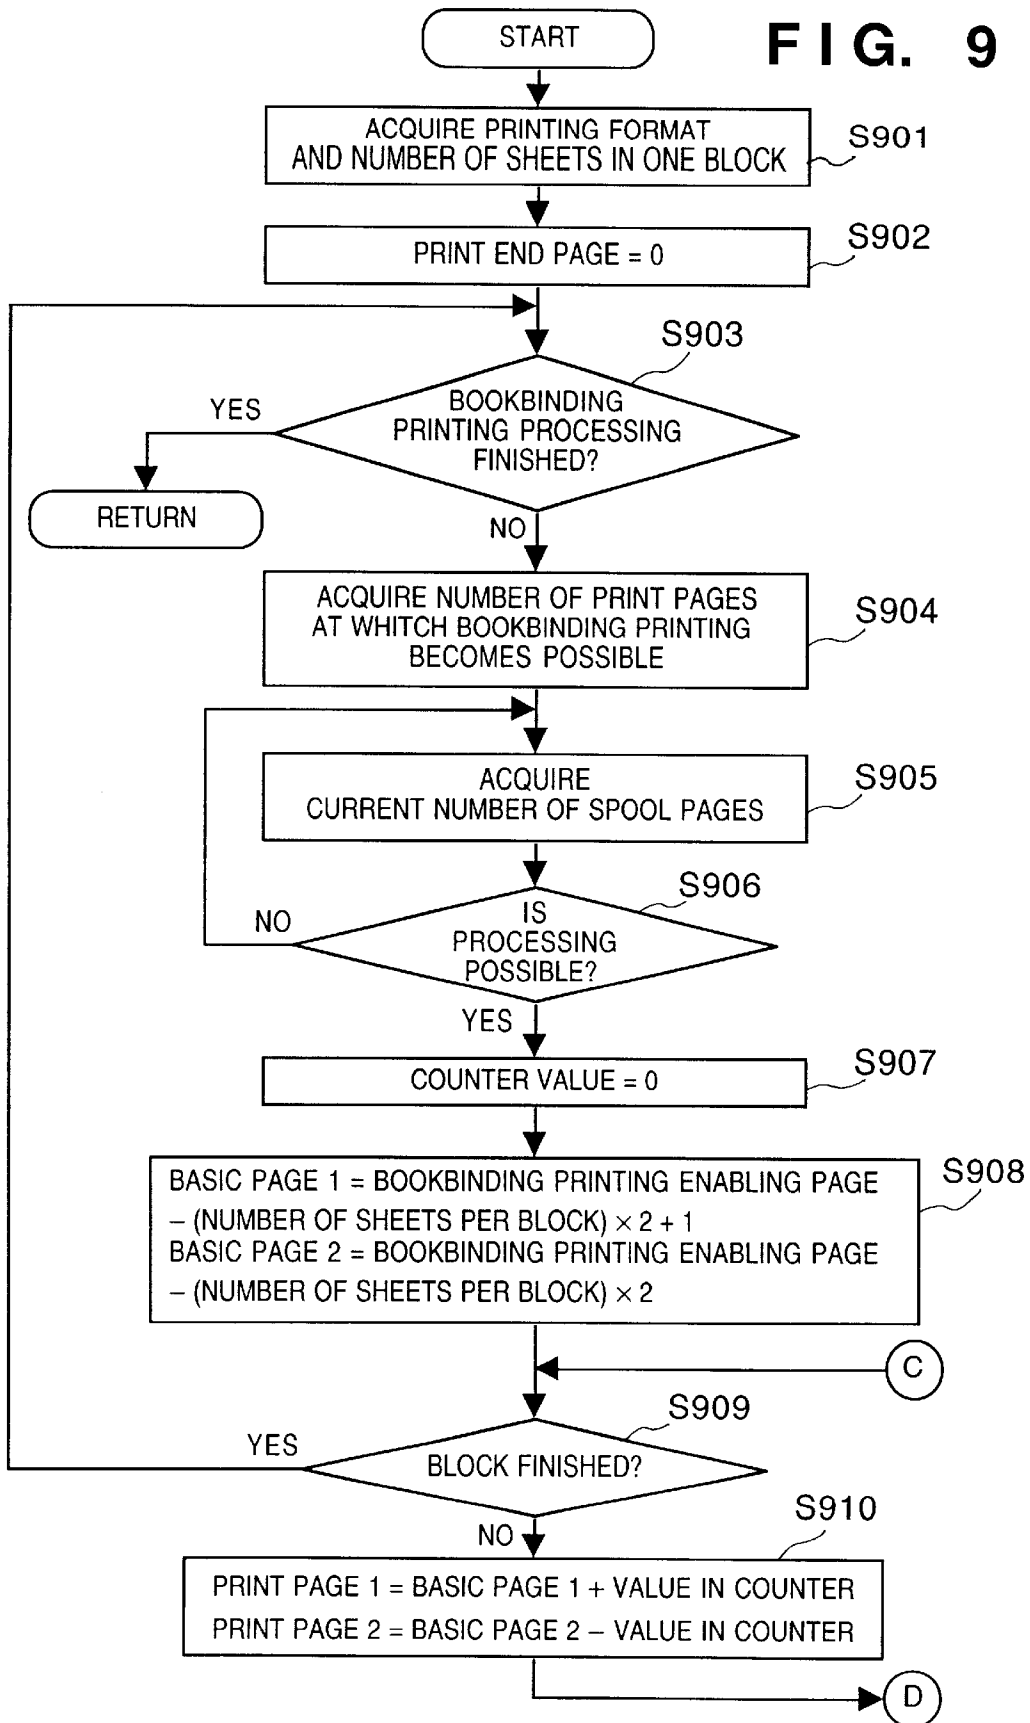 START
FIG. 9
ACQUIRE PRINTING FORMAT
AND NUMBER OF SHEETS IN ONE BLOCK
S901
PRINT END PAGE = 0
S902
S903
BOOKBINDING
PRINTING PROCESSING
FINISHED?
YES
RETURN
NO
ACQUIRE NUMBER OF PRINT PAGES
AT WHITCH BOOKBINDING PRINTING
BECOMES POSSIBLE
S904
ACQUIRE
CURRENT NUMBER OF SPOOL PAGES
S905
S906
IS
PROCESSING
POSSIBLE?
NO
YES
COUNTER VALUE = 0
S907
BASIC PAGE 1 = BOOKBINDING PRINTING ENABLING PAGE
– (NUMBER OF SHEETS PER BLOCK) × 2 + 1
BASIC PAGE 2 = BOOKBINDING PRINTING ENABLING PAGE
– (NUMBER OF SHEETS PER BLOCK) × 2
S908
C
S909
BLOCK FINISHED?
YES
NO
S910
PRINT PAGE 1 = BASIC PAGE 1 + VALUE IN COUNTER
PRINT PAGE 2 = BASIC PAGE 2 – VALUE IN COUNTER
D